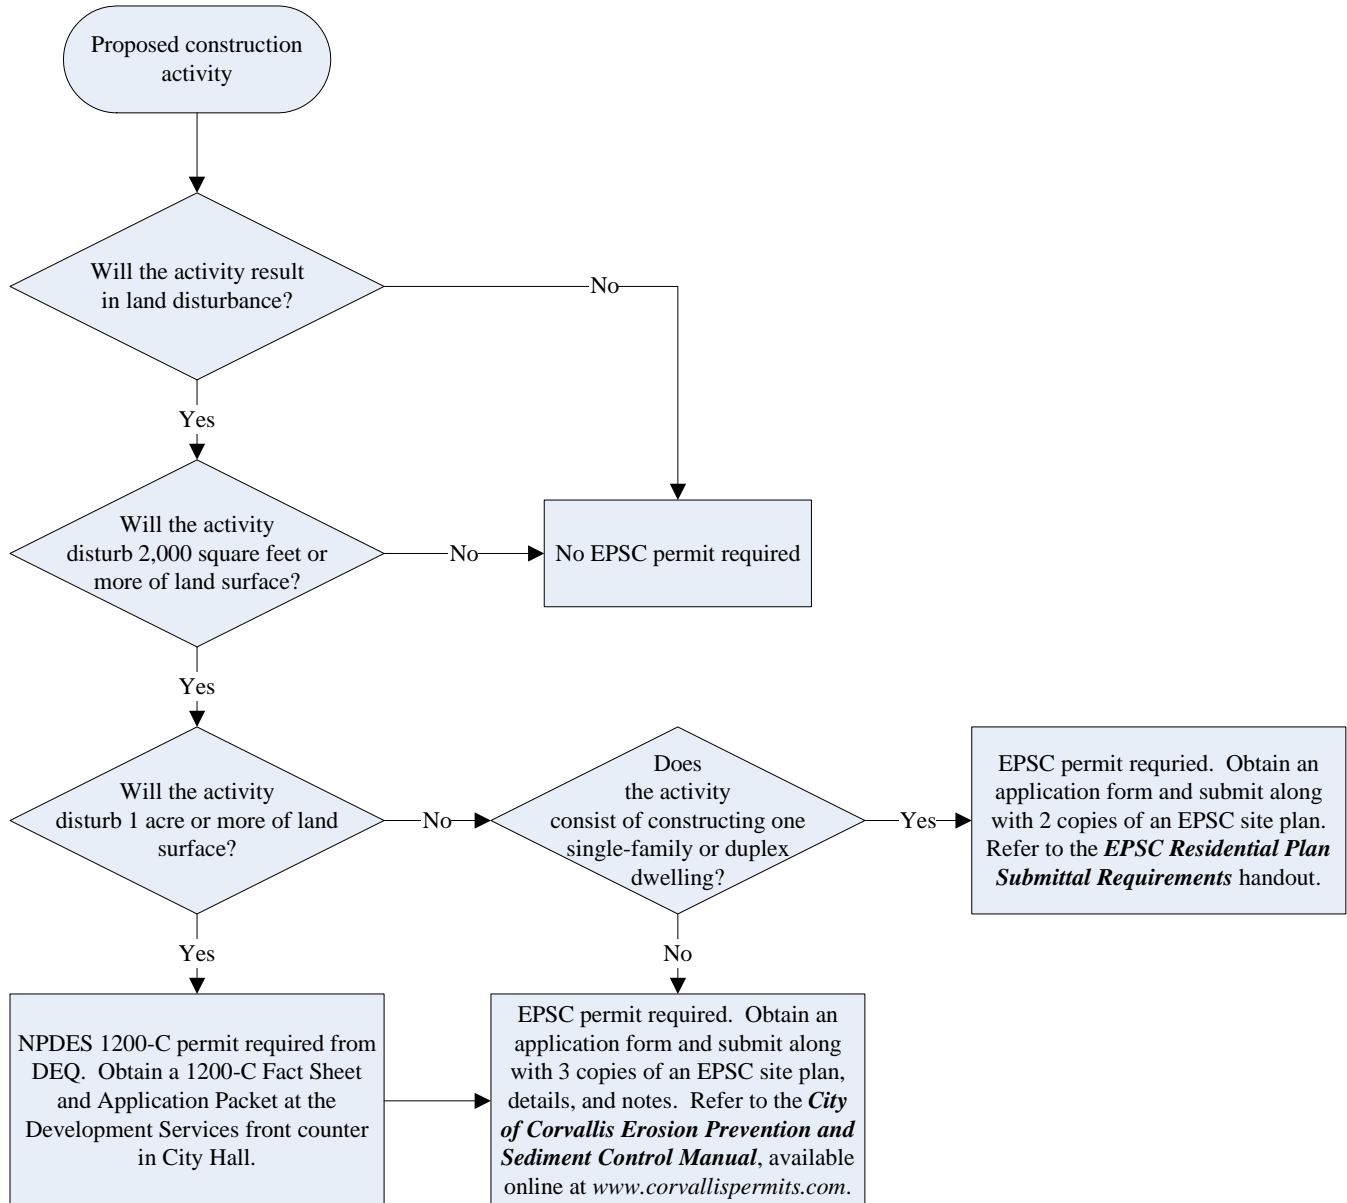 Proposed construction
activity
Will the activity result
in land disturbance?
No
Yes
Will the activity
disturb 2,000 square feet or
more of land surface?
No
No EPSC permit required
Yes
Will the activity
disturb 1 acre or more of land
surface?
No
Does
the activity
consist of constructing one
single-family or duplex
dwelling?
Yes
EPSC permit requried.  Obtain an
application form and submit along
with 2 copies of an EPSC site plan.
Refer to the EPSC Residential Plan
Submittal Requirements handout.
Yes
No
NPDES 1200-C permit required from
DEQ.  Obtain a 1200-C Fact Sheet
and Application Packet at the
Development Services front counter
in City Hall.
EPSC permit required.  Obtain an
application form and submit along
with 3 copies of an EPSC site plan,
details, and notes.  Refer to the City
of Corvallis Erosion Prevention and
Sediment Control Manual, available
online at www.corvallispermits.com.